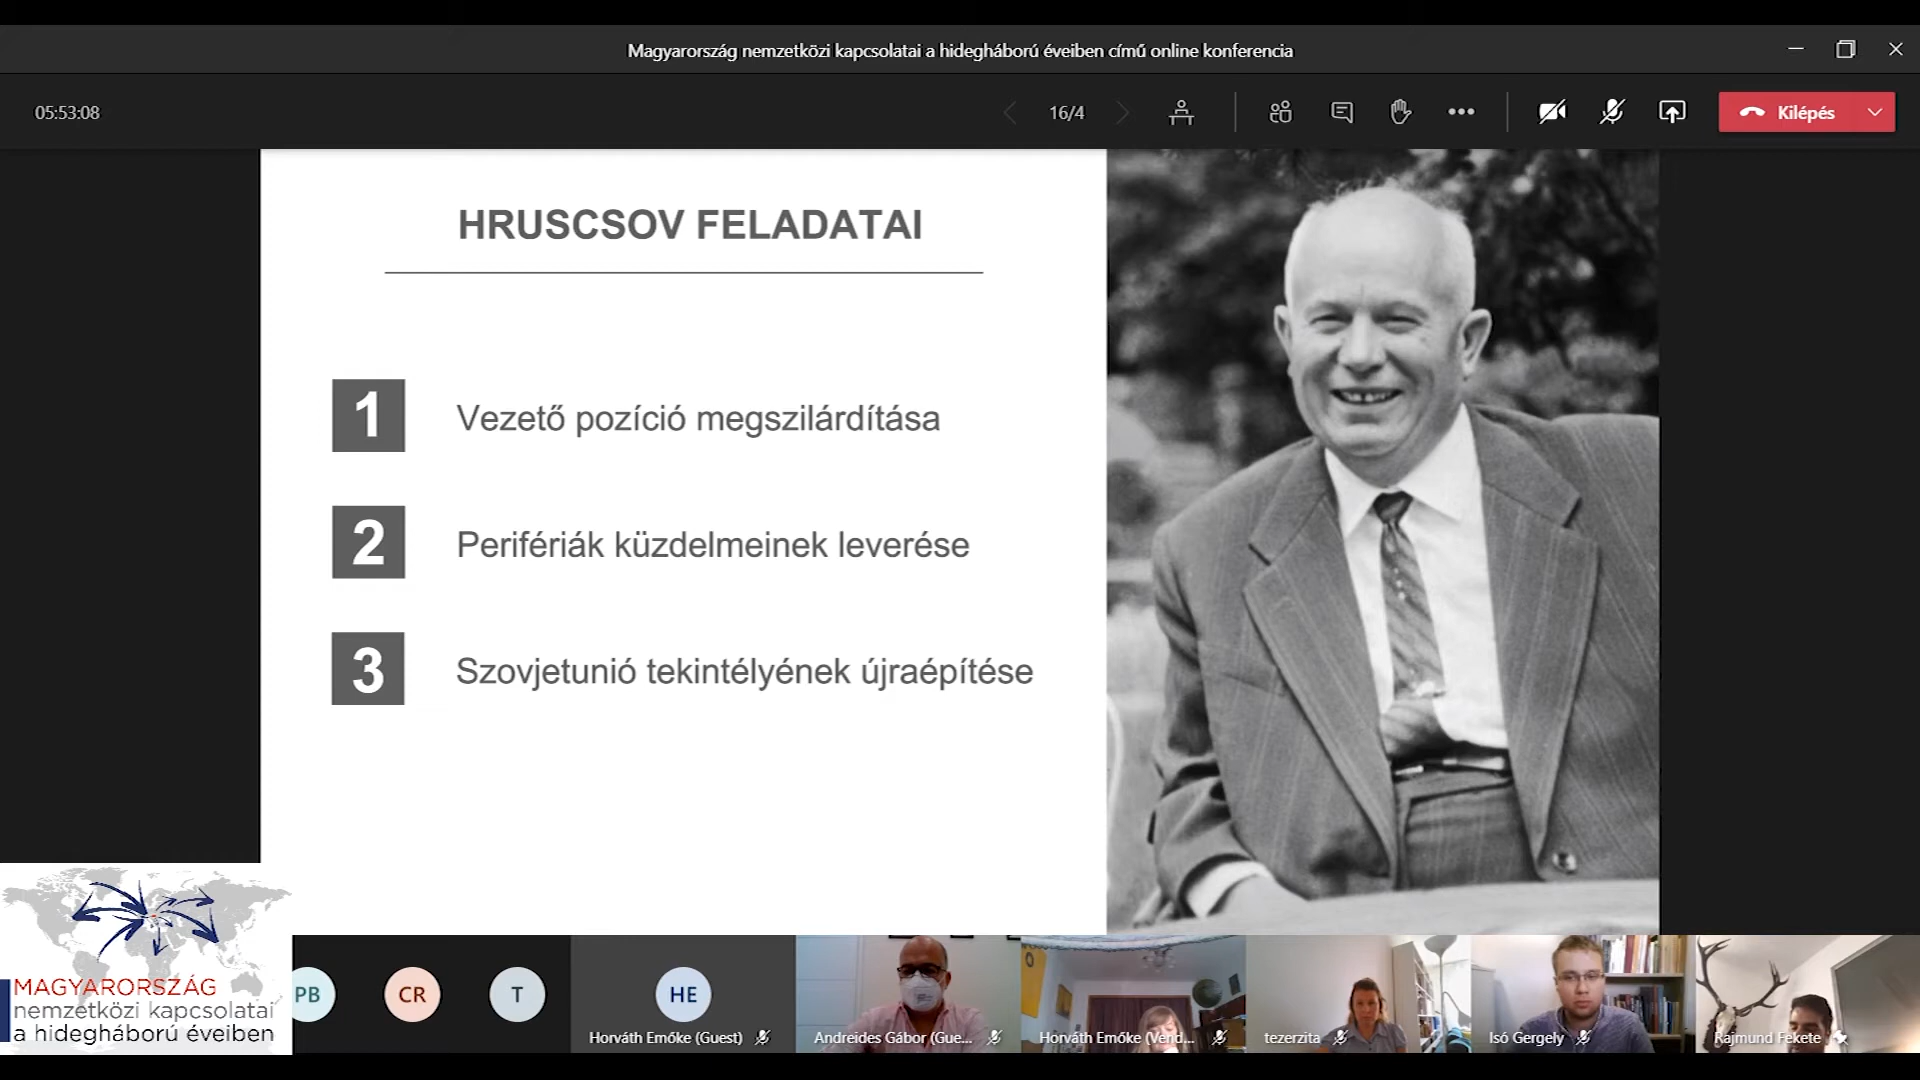 Magyarország nemzetközi kapcsolatai a hidegháború éveiben című online konferencia
05:53:08
16/4
Kilépés
HRUSCSOV FELADATAI
1 Vezető pozíció megszilárdítása
2 Perifériák küzdelmeinek leverése
3 Szovjetunió tekintélyének újraépítése
MAGYARORSZÁG
nemzetközi kapcsolatai
a hidegháború éveiben
PB
CR
T
HE
Horváth Emőke (Guest)
Andreides Gábor (Gue...
Horváth Emőke (Vend...
tezerzita
Isó Gergely
Rajmund Fekete